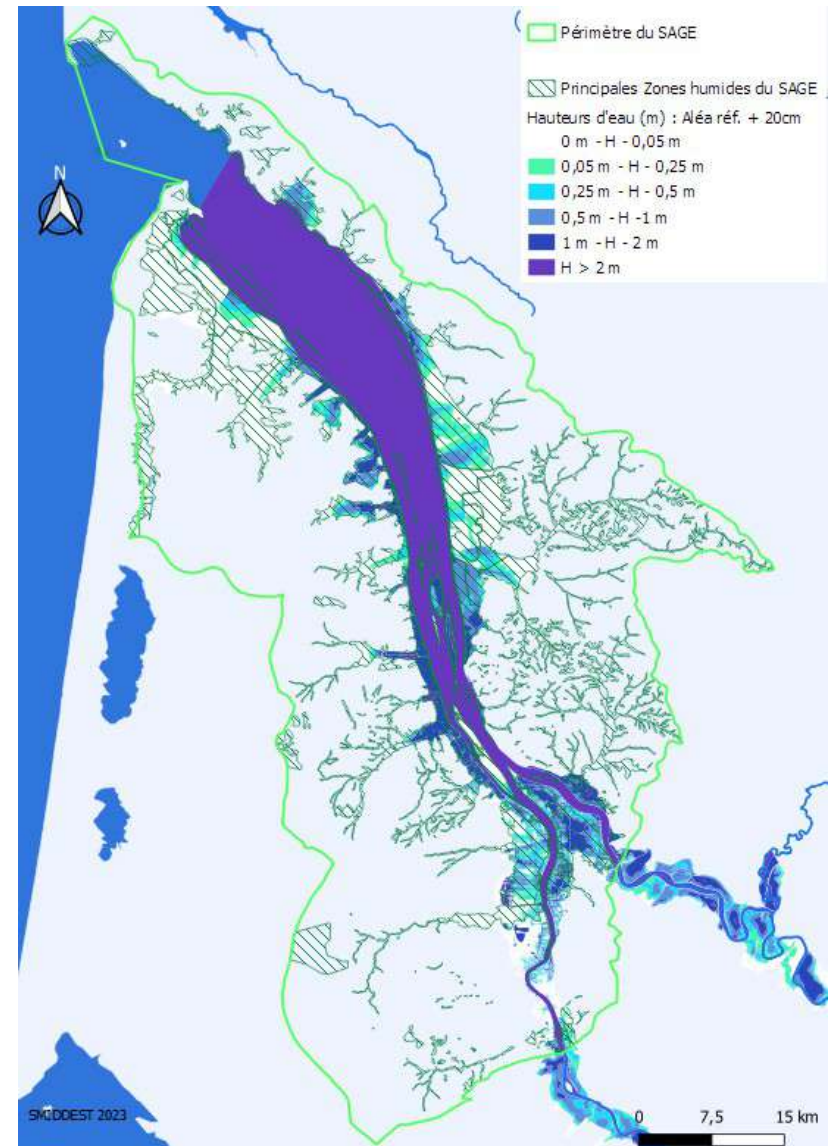 Périmètre du SAGE
Principales Zones humides du SAGE
Hauteurs d'eau (m) : Aléa réf. + 20cm
0 m - H - 0,05 m
0,05 m - H - 0,25 m
0,25 m - H - 0,5 m
0,5 m - H -1 m
1 m - H - 2 m
H > 2 m
N
SMIDDEST 2023
0 7,5 15 km